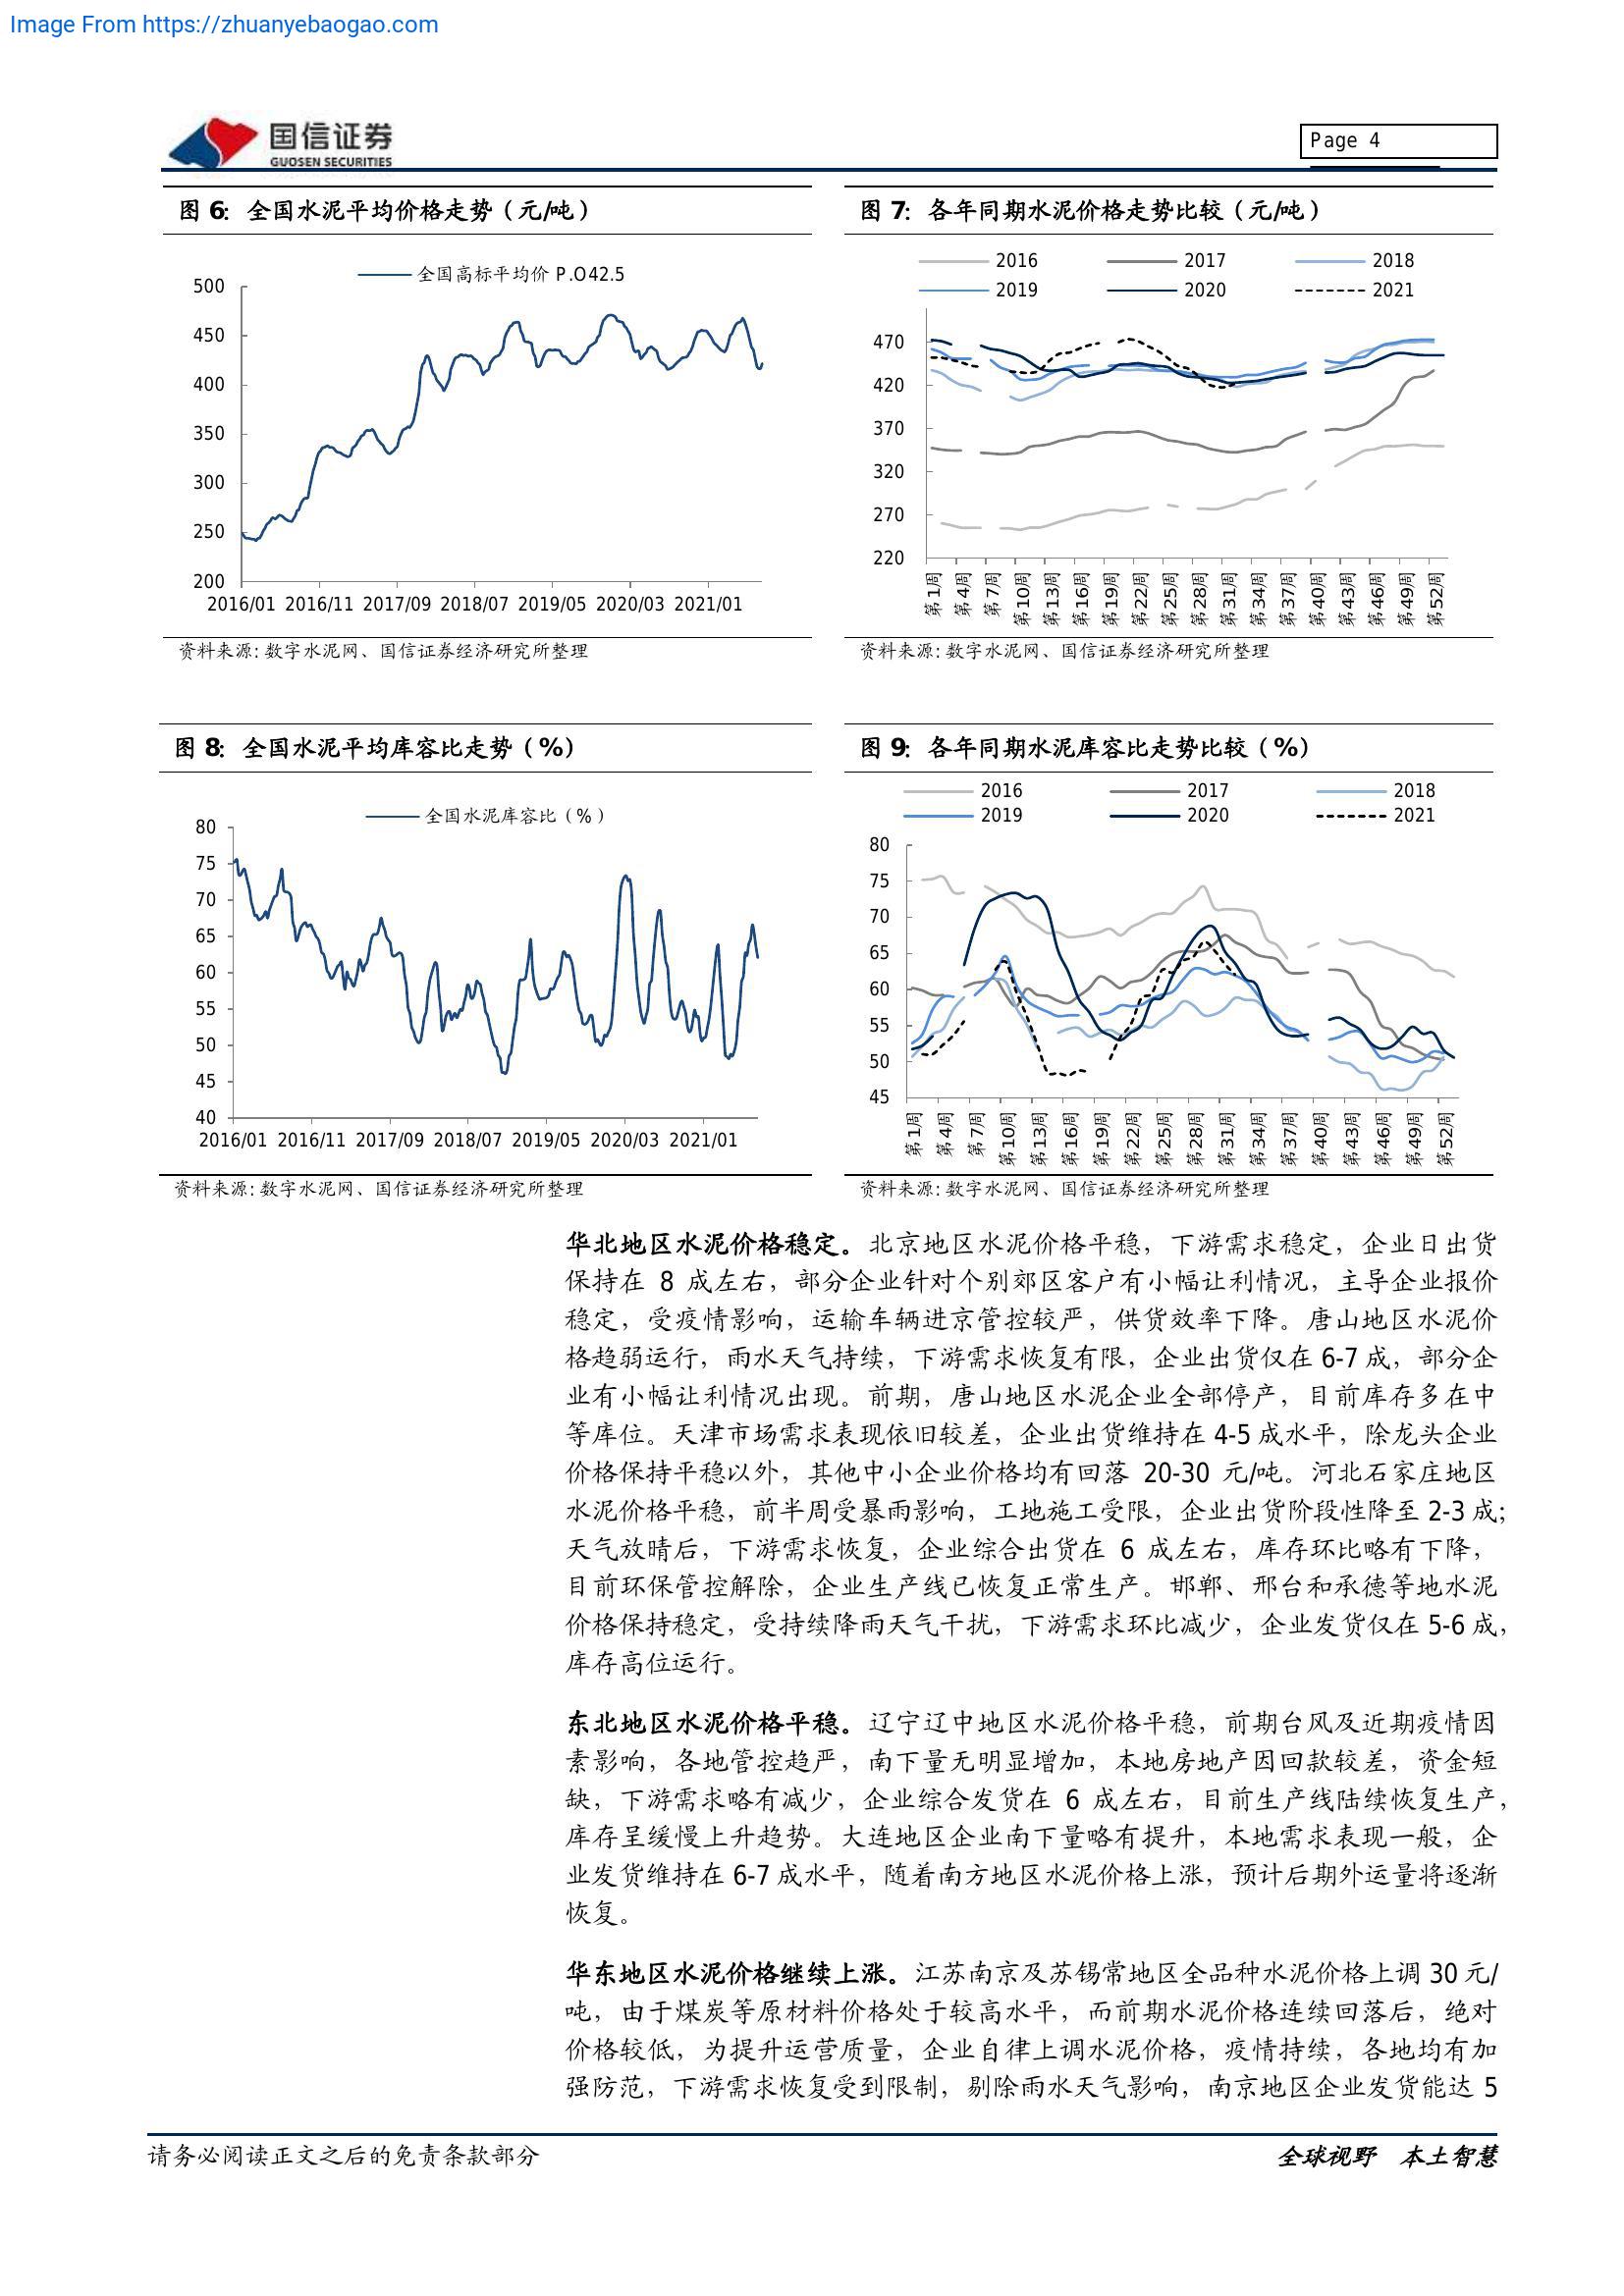 Image From https://zhuanyebaogao.com
国信证券
GUOSEN SECURITIES
Page 4
图 6: 全国水泥平均价格走势（元/吨）
全国高标平均价 P.O42.5
500
450
400
350
300
250
200
2016/01 2016/11 2017/09 2018/07 2019/05 2020/03 2021/01
资料来源：数字水泥网、国信证券经济研究所整理
图 7: 各年同期水泥价格走势比较（元/吨）
2016 2017 2018
2019 2020 2021
470
420
370
320
270
220
第1周 第4周 第7周 第10周 第13周 第16周 第19周 第22周 第25周 第28周 第31周 第34周 第37周 第40周 第43周 第46周 第49周 第52周
资料来源：数字水泥网、国信证券经济研究所整理
图 8: 全国水泥平均库容比走势（%）
全国水泥库容比（%）
80
75
70
65
60
55
50
45
40
2016/01 2016/11 2017/09 2018/07 2019/05 2020/03 2021/01
资料来源：数字水泥网、国信证券经济研究所整理
图 9: 各年同期水泥库容比走势比较（%）
2016 2017 2018
2019 2020 2021
80
75
70
65
60
55
50
45
第1周 第4周 第7周 第10周 第13周 第16周 第19周 第22周 第25周 第28周 第31周 第34周 第37周 第40周 第43周 第46周 第49周 第52周
资料来源：数字水泥网、国信证券经济研究所整理
华北地区水泥价格稳定。北京地区水泥价格平稳，下游需求稳定，企业日出货
保持在 8 成左右，部分企业针对个别郊区客户有小幅让利情况，主导企业报价
稳定，受疫情影响，运输车辆进京管控较严，供货效率下降。唐山地区水泥价
格趋弱运行，雨水天气持续，下游需求恢复有限，企业出货仅在 6-7 成，部分企
业有小幅让利情况出现。前期，唐山地区水泥企业全部停产，目前库存多在中
等库位。天津市场需求表现依旧较差，企业出货维持在 4-5 成水平，除龙头企业
价格保持平稳以外，其他中小企业价格均有回落 20-30 元/吨。河北石家庄地区
水泥价格平稳，前半周受暴雨影响，工地施工受限，企业出货阶段性降至 2-3 成；
天气放晴后，下游需求恢复，企业综合出货在 6 成左右，库存环比略有下降，
目前环保管控解除，企业生产线已恢复正常生产。邯郸、邢台和承德等地水泥
价格保持稳定，受持续降雨天气干扰，下游需求环比减少，企业发货仅在 5-6 成，
库存高位运行。
东北地区水泥价格平稳。辽宁辽中地区水泥价格平稳，前期台风及近期疫情因
素影响，各地管控趋严，南下量无明显增加，本地房地产因回款较差，资金短
缺，下游需求略有减少，企业综合发货在 6 成左右，目前生产线陆续恢复生产，
库存呈缓慢上升趋势。大连地区企业南下量略有提升，本地需求表现一般，企
业发货维持在 6-7 成水平，随着南方地区水泥价格上涨，预计后期外运量将逐渐
恢复。
华东地区水泥价格继续上涨。江苏南京及苏锡常地区全品种水泥价格上调 30 元/
吨，由于煤炭等原材料价格处于较高水平，而前期水泥价格连续回落后，绝对
价格较低，为提升运营质量，企业自律上调水泥价格，疫情持续，各地均有加
强防范，下游需求恢复受到限制，剔除雨水天气影响，南京地区企业发货能达 5
请务必阅读正文之后的免责条款部分
全球视野 本土智慧